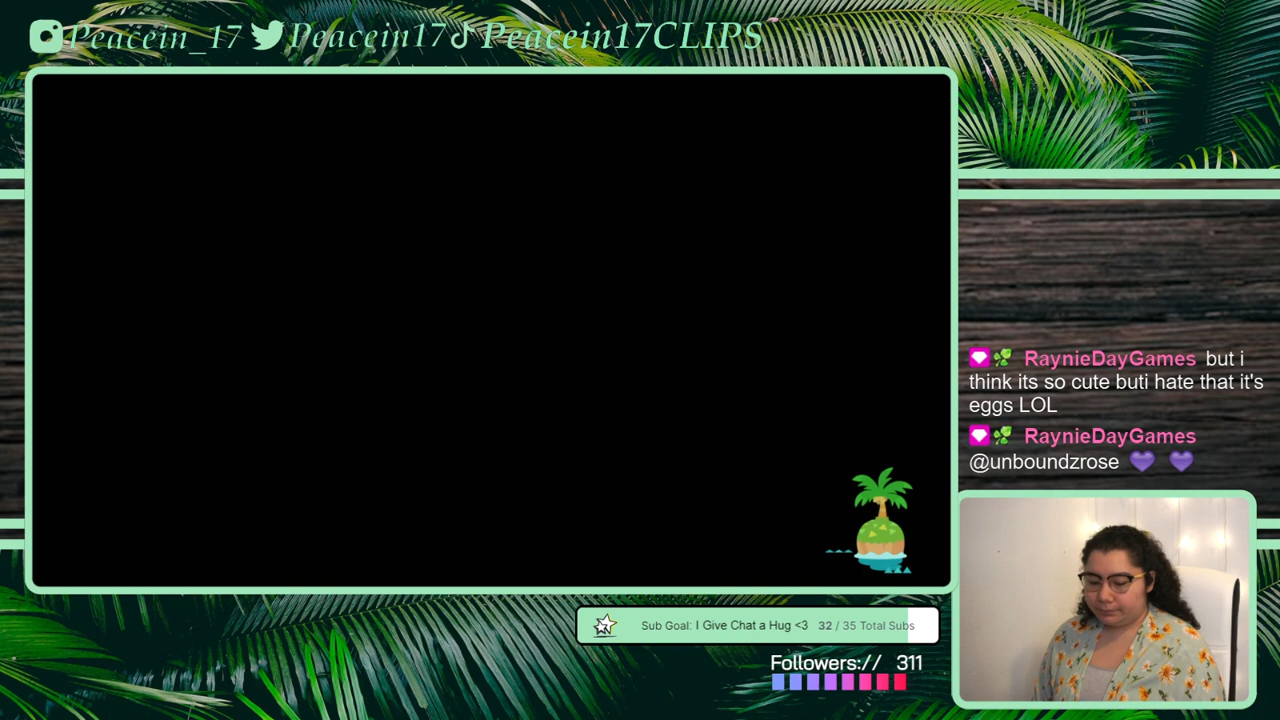 Peacein_17 Peacein17 Peacein17CLIPS
RaynieDayGames but i
think its so cute buti hate that it's
eggs LOL
RaynieDayGames
@unboundzrose
Sub Goal: I Give Chat a Hug <3 32 / 35 Total Subs
Followers:// 311